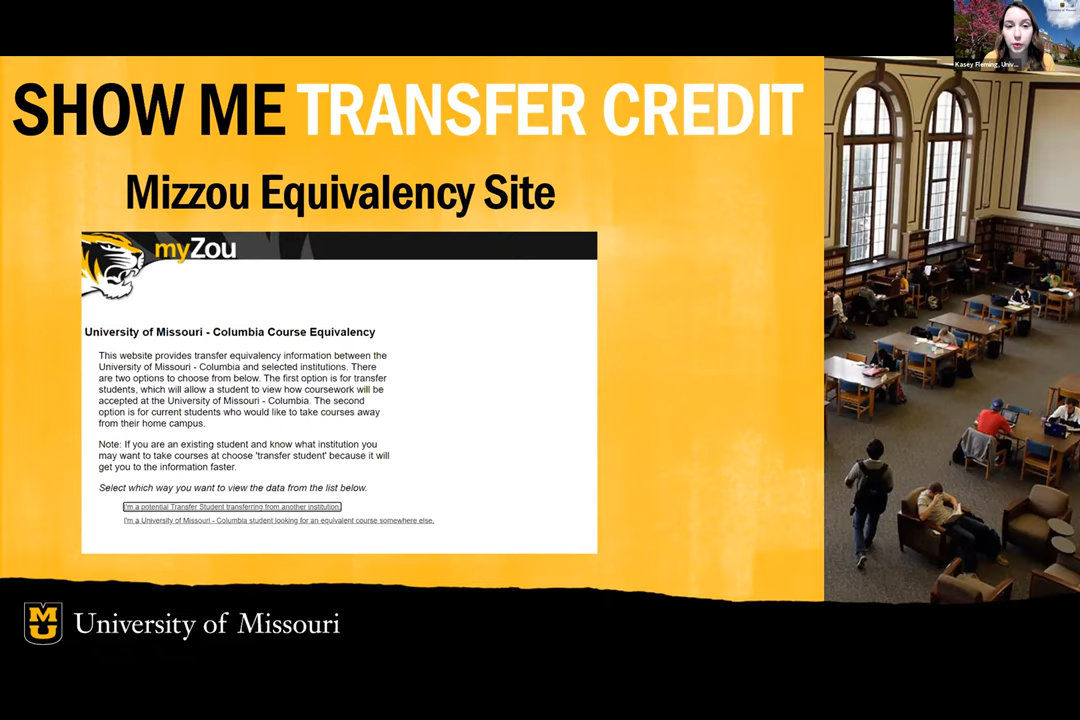 SHOW ME TRANSFER CREDIT
Kasey Fleming, Univ...
Mizzou Equivalency Site
myZou
University of Missouri - Columbia Course Equivalency
This website provides transfer equivalency information between the
University of Missouri - Columbia and selected institutions. There
are two options to choose from below. The first option is for transfer
students, which will allow a student to view how coursework will be
accepted at the University of Missouri - Columbia. The second
option is for current students who would like to take courses away
from their home campus.
Note: If you are an existing student and know what institution you
may want to take courses at choose 'transfer student' because it will
get you to the information faster.
Select which way you want to view the data from the list below.
I'm a potential Transfer Student transferring from another institution.
I'm a University of Missouri - Columbia student looking for an equivalent course somewhere else.
MU
University of Missouri